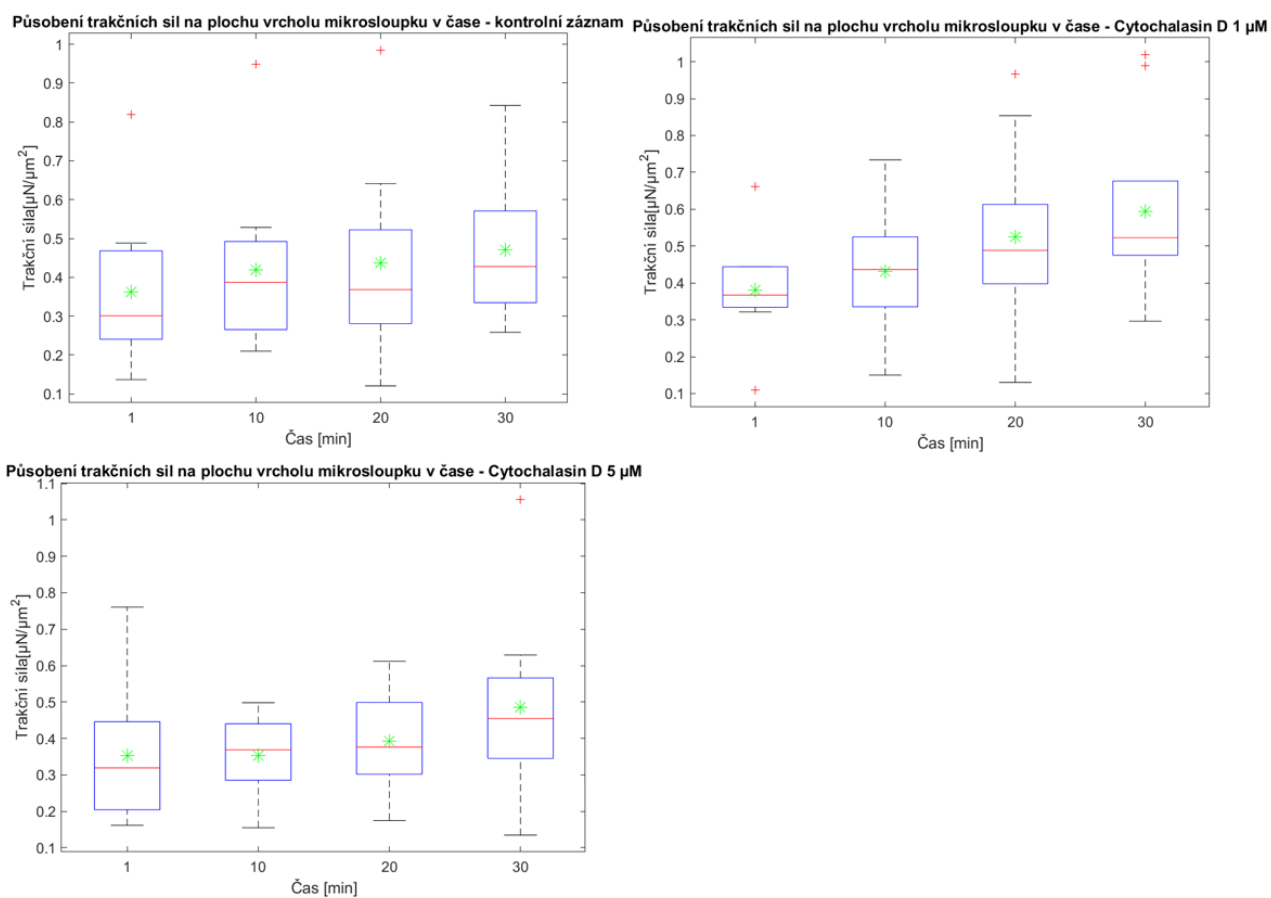 Působení trakčních sil na plochu vrcholu mikrosloupku v čase - kontrolní záznam
1
0.9
0.8
0.7
0.6
0.5
0.4
0.3
0.2
0.1
Trakční síla[µN/µm²]
1 10 20 30
Čas [min]
Působení trakčních sil na plochu vrcholu mikrosloupku v čase - Cytochalasin D 1 µM
1
0.9
0.8
0.7
0.6
0.5
0.4
0.3
0.2
0.1
Trakční síla[µN/µm²]
1 10 20 30
Čas [min]
Působení trakčních sil na plochu vrcholu mikrosloupku v čase - Cytochalasin D 5 µM
1.1
1
0.9
0.8
0.7
0.6
0.5
0.4
0.3
0.2
0.1
Trakční síla[µN/µm²]
1 10 20 30
Čas [min]